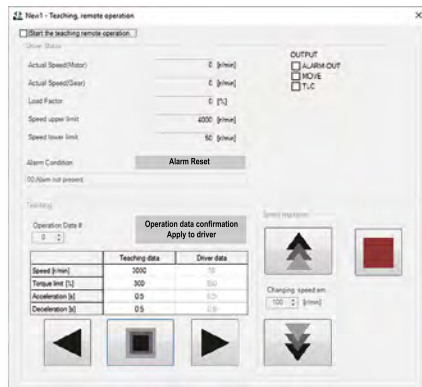 New1 - Teaching, remote operation
Start the teaching remote operation.
Driver Status
Actual Speed(Motor) 0 [r/min]
Actual Speed(Gear) 0 [r/min]
Load Factor 0 [%]
Speed upper limit 4000 [r/min]
Speed lower limit 50 [r/min]
OUTPUT
ALARM-OUT
MOVE
TLC
Alarm Condition
Alarm Reset
00:Alarm not present
Teaching
Operation Data #
0
Operation data confirmation
Apply to driver
Teaching data Driver data
Speed [r/min] 3000
Torque limit [%] 300
Acceleration [s] 0.5 0.5
Deceleration [s] 0.5 0.5
Changing speed am
100 [r/min]